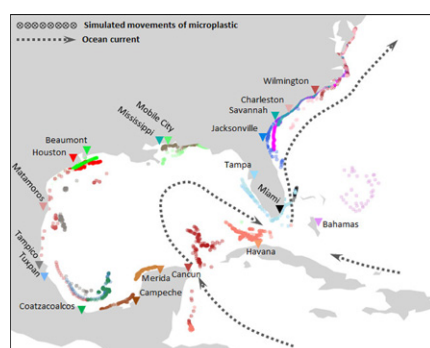 Simulated movements of microplastic
Ocean current
Wilmington
Charleston
Savannah
Mobile City
Mississippi
Jacksonville
Beaumont
Houston
Tampa
Matamoros
Miami
Bahamas
Tampico
Tuxpan
Havana
Merida
Cancun
Campeche
Coatzacoalcos